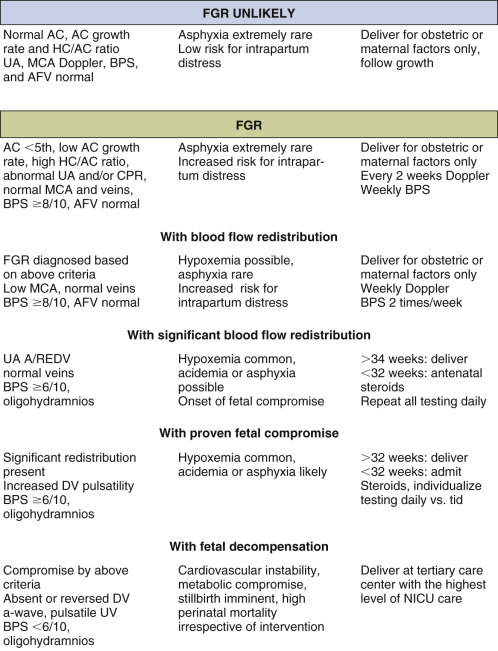 FGR UNLIKELY
Normal AC, AC growth
rate and HC/AC ratio
UA, MCA Doppler, BPS,
and AFV normal
Asphyxia extremely rare
Low risk for intrapartum
distress
Deliver for obstetric or
maternal factors only,
follow growth
FGR
AC <5th, low AC growth
rate, high HC/AC ratio,
abnormal UA and/or CPR,
normal MCA and veins,
BPS ≥8/10, AFV normal
Asphyxia extremely rare
Increased risk for intrapar-
tum distress
Deliver for obstetric or
maternal factors only
Every 2 weeks Doppler
Weekly BPS
With blood flow redistribution
FGR diagnosed based
on above criteria
Low MCA, normal veins
BPS ≥8/10, AFV normal
Hypoxemia possible,
asphyxia rare
Increased risk for
intrapartum distress
Deliver for obstetric or
maternal factors only
Weekly Doppler
BPS 2 times/week
With significant blood flow redistribution
UA A/REDV
normal veins
BPS ≥6/10,
oligohydramnios
Hypoxemia common,
acidemia or asphyxia
possible
Onset of fetal compromise
>34 weeks: deliver
<32 weeks: antenatal
steroids
Repeat all testing daily
With proven fetal compromise
Significant redistribution
present
Increased DV pulsatility
BPS ≥6/10,
oligohydramnios
Hypoxemia common,
acidemia or asphyxia likely
>32 weeks: deliver
<32 weeks: admit
Steroids, individualize
testing daily vs. tid
With fetal decompensation
Compromise by above
criteria
Absent or reversed DV
a-wave, pulsatile UV
BPS <6/10,
oligohydramnios
Cardiovascular instability,
metabolic compromise,
stillbirth imminent, high
perinatal mortality
irrespective of intervention
Deliver at tertiary care
center with the highest
level of NICU care